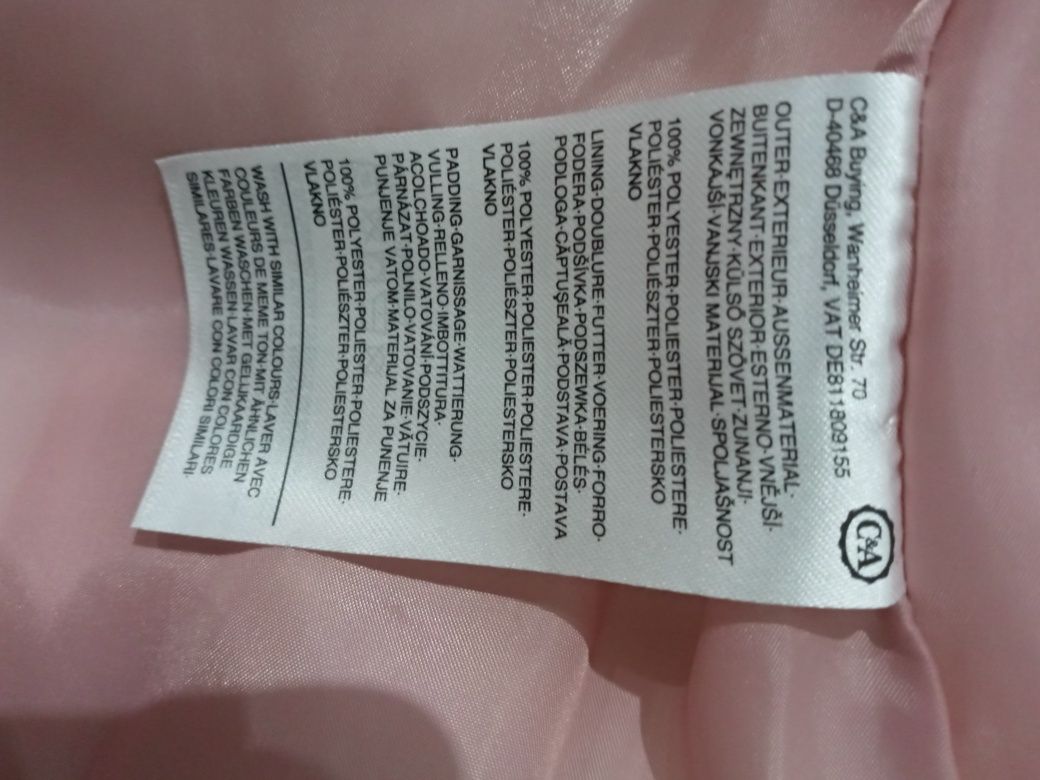 C&A Buying, Wanheimer Str. 70
D-40468 Düsseldorf, VAT DE811809155
C&A
OUTER·EXTERIEUR·AUSSENMATERIAL·
BUITENKANT·EXTERIOR·ESTERNO·VNĚJŠÍ·
ZEWNĘTRZNY·KÜLSŐ SZÖVET·ZUNANJI·
VONKAJŠÍ·VANJSKI MATERIJAL·SPOLJAŠNOST
100% POLYESTER·POLIESTER·POLIESTERE·
POLIÉSTER·POLIÉSZTER·POLIESTERSKO
VLAKNO
LINING·DOUBLURE·FUTTER·VOERING·FORRO·
FODERA·PODŠÍVKA·PODSZEWKA·BÉLÉS·
PODLOGA·CĂPTUŞEALĂ·PODSTAVA·POSTAVA
100% POLYESTER·POLIESTER·POLIESTERE·
POLIÉSTER·POLIÉSZTER·POLIESTERSKO
VLAKNO
PADDING·GARNISSAGE·WATTIERUNG·
VULLING·RELLENO·IMBOTTITURA·
ACOLCHOADO·VATOVÁNÍ·PODSZYCIE·
PÁRNÁZAT·POLNILO·VATOVANIE·VĂTUIRE·
PUNJENJE VATOM·MATERIJAL ZA PUNENJE
100% POLYESTER·POLIESTER·POLIESTERE·
POLIÉSTER·POLIÉSZTER·POLIESTERSKO
VLAKNO
WASH WITH SIMILAR COLOURS·LAVER AVEC
COULEURS DE MEME TON·MIT ÄHNLICHEN
FARBEN WASCHEN·MET GELIJKAARDIGE
KLEUREN WASSEN·LAVAR CON COLORES
SIMILARES·LAVARE CON COLORI SIMILARI·